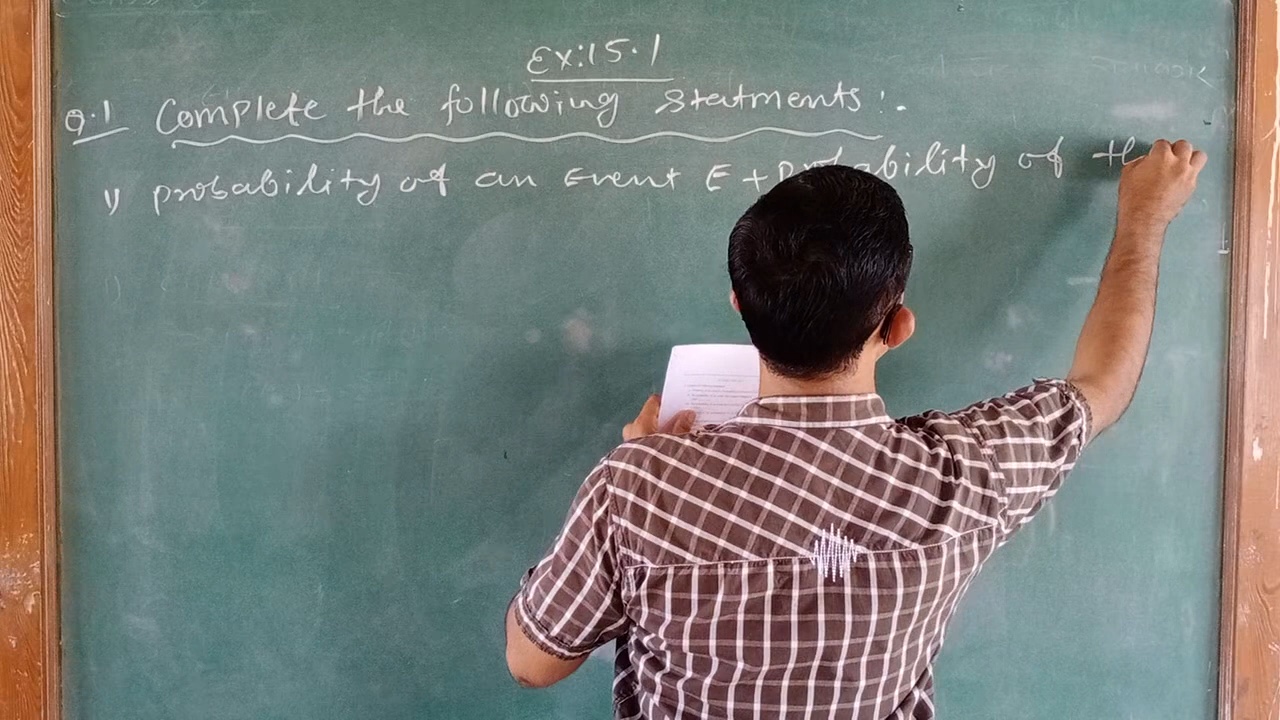 Ex:15.1
Q.1 Complete the following statments:.
1) probability of an Event E + probability of th